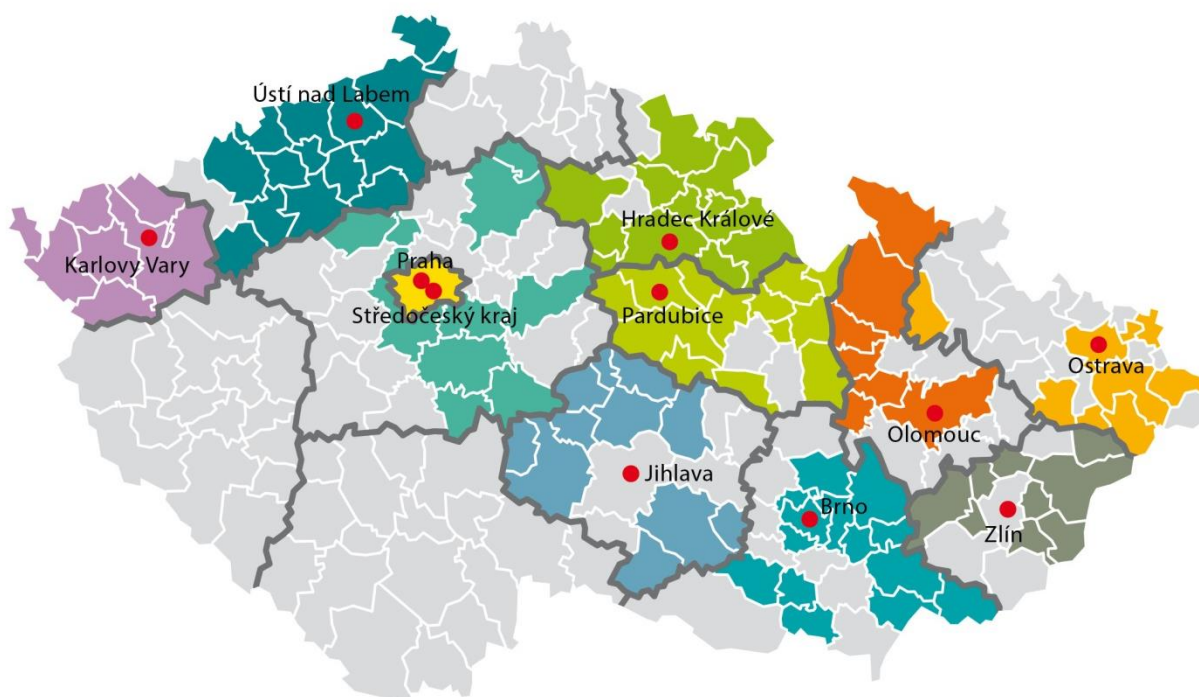 Ústí nad Labem
Hradec Králové
Karlovy Vary
Praha
Středočeský kraj
Pardubice
Ostrava
Olomouc
Jihlava
Brno
Zlín